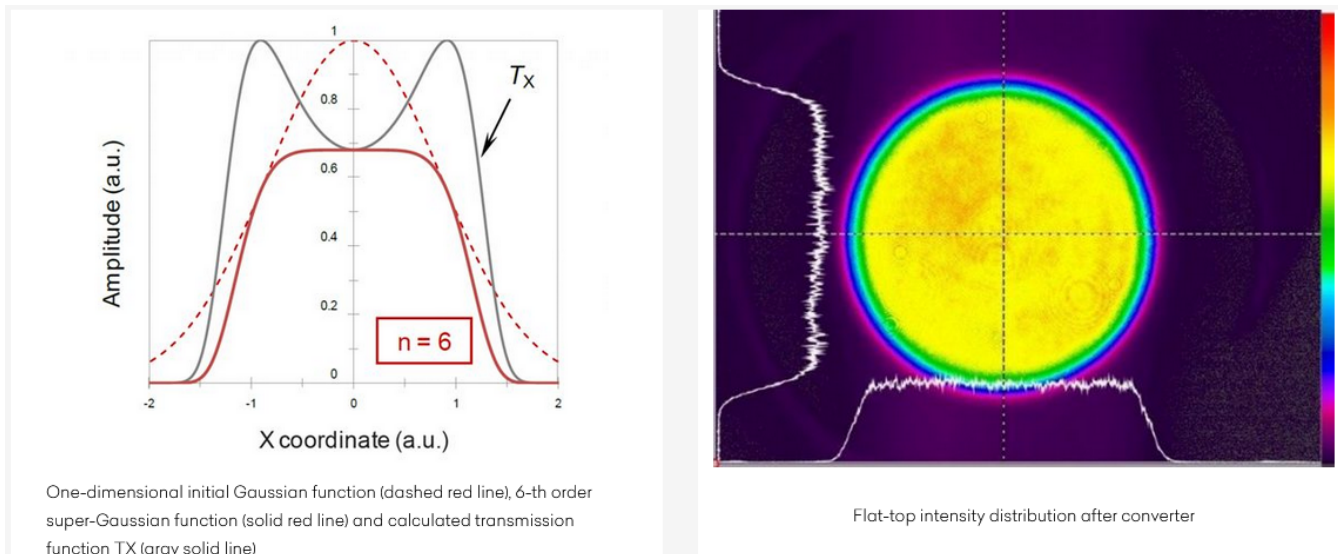 1
0.8
0.6
0.4
0.2
0
-2 -1 0 1 2
Amplitude (a.u.)
X coordinate (a.u.)
TX
n = 6
One-dimensional initial Gaussian function (dashed red line), 6-th order
super-Gaussian function (solid red line) and calculated transmission
function TX (gray solid line)
Flat-top intensity distribution after converter